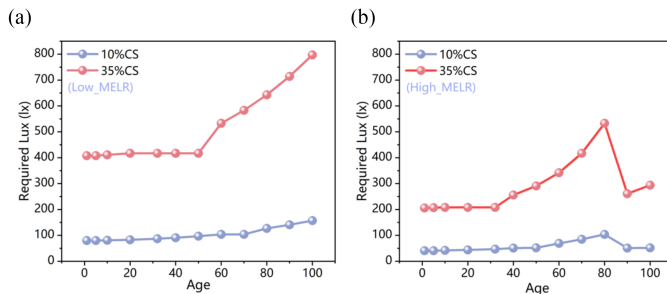 (a)
800
700
600
500
400
300
200
100
0
0 20 40 60 80 100
Required Lux (lx)
Age
10%CS
35%CS
(Low_MELR)
(b)
800
700
600
500
400
300
200
100
0
0 20 40 60 80 100
Required Lux (lx)
Age
10%CS
35%CS
(High_MELR)